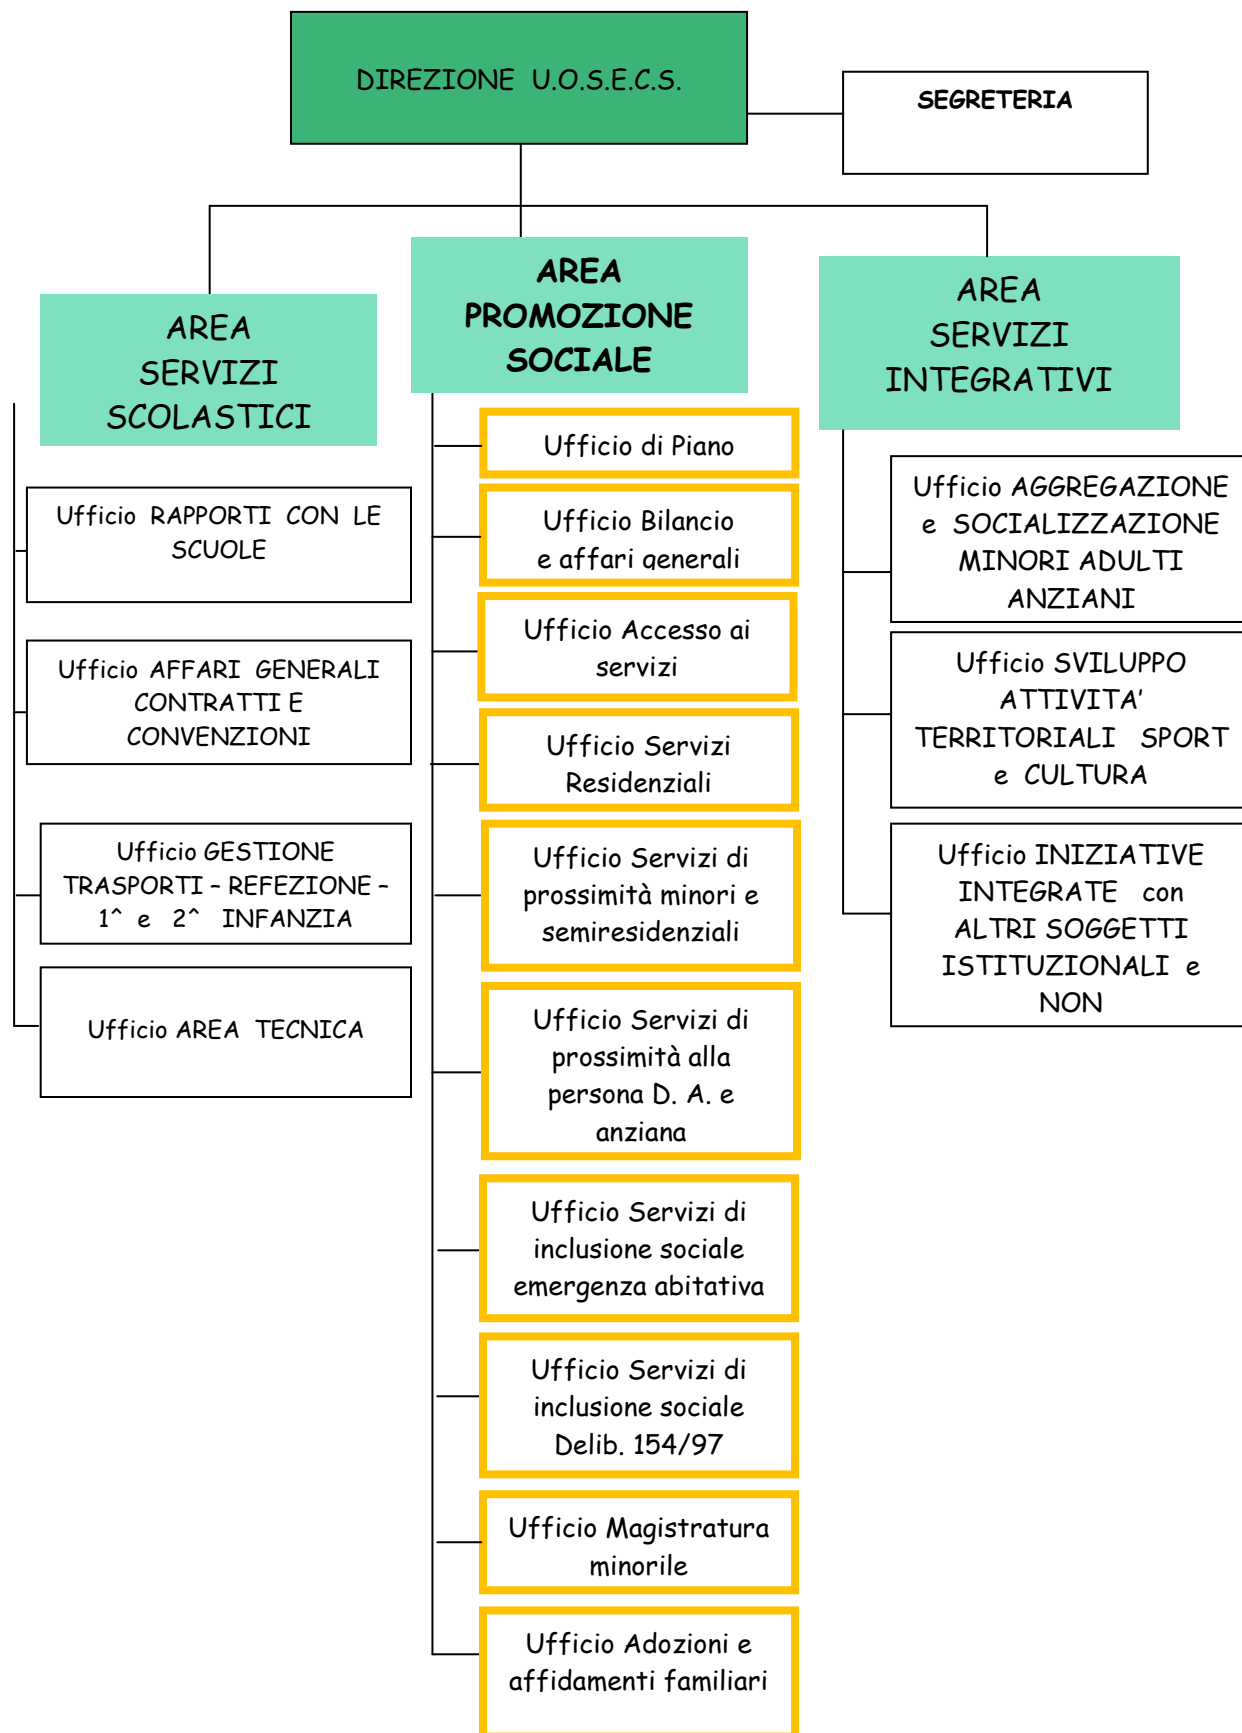 DIREZIONE U.O.S.E.C.S.
SEGRETERIA
AREA
SERVIZI
SCOLASTICI
Ufficio RAPPORTI CON LE
SCUOLE
Ufficio AFFARI GENERALI
CONTRATTI E
CONVENZIONI
Ufficio GESTIONE
TRASPORTI – REFEZIONE –
1^ e 2^ INFANZIA
Ufficio AREA TECNICA
AREA
PROMOZIONE
SOCIALE
Ufficio di Piano
Ufficio Bilancio
e affari generali
Ufficio Accesso ai
servizi
Ufficio Servizi
Residenziali
Ufficio Servizi di
prossimità minori e
semiresidenziali
Ufficio Servizi di
prossimità alla
persona D. A. e
anziana
Ufficio Servizi di
inclusione sociale
emergenza abitativa
Ufficio Servizi di
inclusione sociale
Delib. 154/97
Ufficio Magistratura
minorile
Ufficio Adozioni e
affidamenti familiari
AREA
SERVIZI
INTEGRATIVI
Ufficio AGGREGAZIONE
e SOCIALIZZAZIONE
MINORI ADULTI
ANZIANI
Ufficio SVILUPPO
ATTIVITA’
TERRITORIALI SPORT
e CULTURA
Ufficio INIZIATIVE
INTEGRATE con
ALTRI SOGGETTI
ISTITUZIONALI e
NON